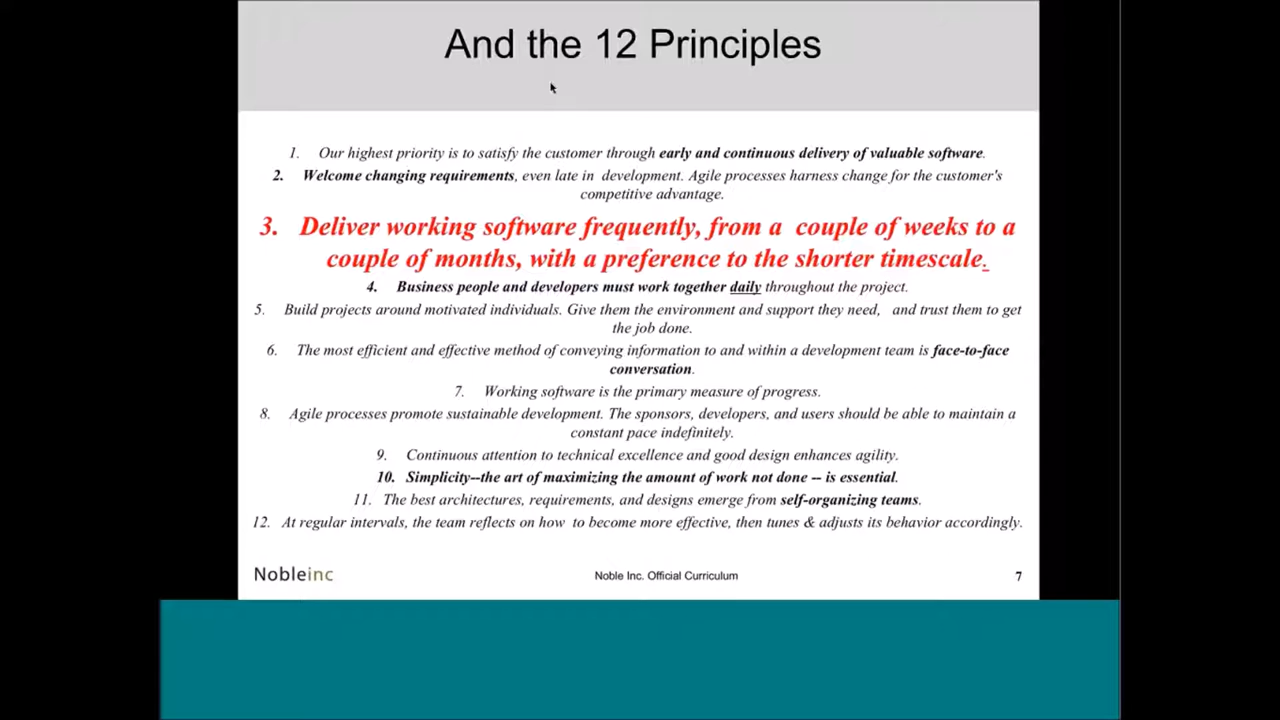 And the 12 Principles
1. Our highest priority is to satisfy the customer through early and continuous delivery of valuable software.
2. Welcome changing requirements, even late in development. Agile processes harness change for the customer's
competitive advantage.
3. Deliver working software frequently, from a couple of weeks to a
couple of months, with a preference to the shorter timescale.
4. Business people and developers must work together daily throughout the project.
5. Build projects around motivated individuals. Give them the environment and support they need, and trust them to get
the job done.
6. The most efficient and effective method of conveying information to and within a development team is face-to-face
conversation.
7. Working software is the primary measure of progress.
8. Agile processes promote sustainable development. The sponsors, developers, and users should be able to maintain a
constant pace indefinitely.
9. Continuous attention to technical excellence and good design enhances agility.
10. Simplicity--the art of maximizing the amount of work not done -- is essential.
11. The best architectures, requirements, and designs emerge from self-organizing teams.
12. At regular intervals, the team reflects on how to become more effective, then tunes & adjusts its behavior accordingly.
Nobleinc Noble Inc. Official Curriculum 7